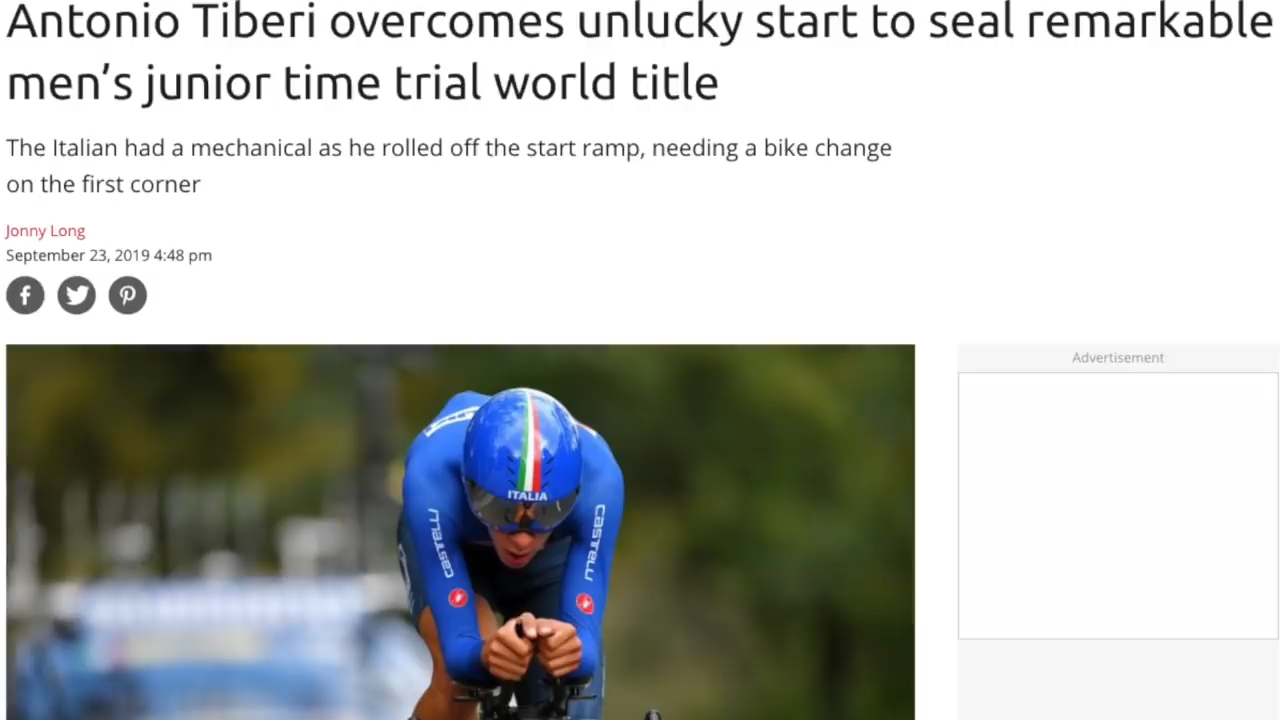 Antonio Tiberi overcomes unlucky start to seal remarkable
men's junior time trial world title
The Italian had a mechanical as he rolled off the start ramp, needing a bike change
on the first corner
Jonny Long
September 23, 2019 4:48 pm
Advertisement
ITALIA
CASTELLI
CASTELLI